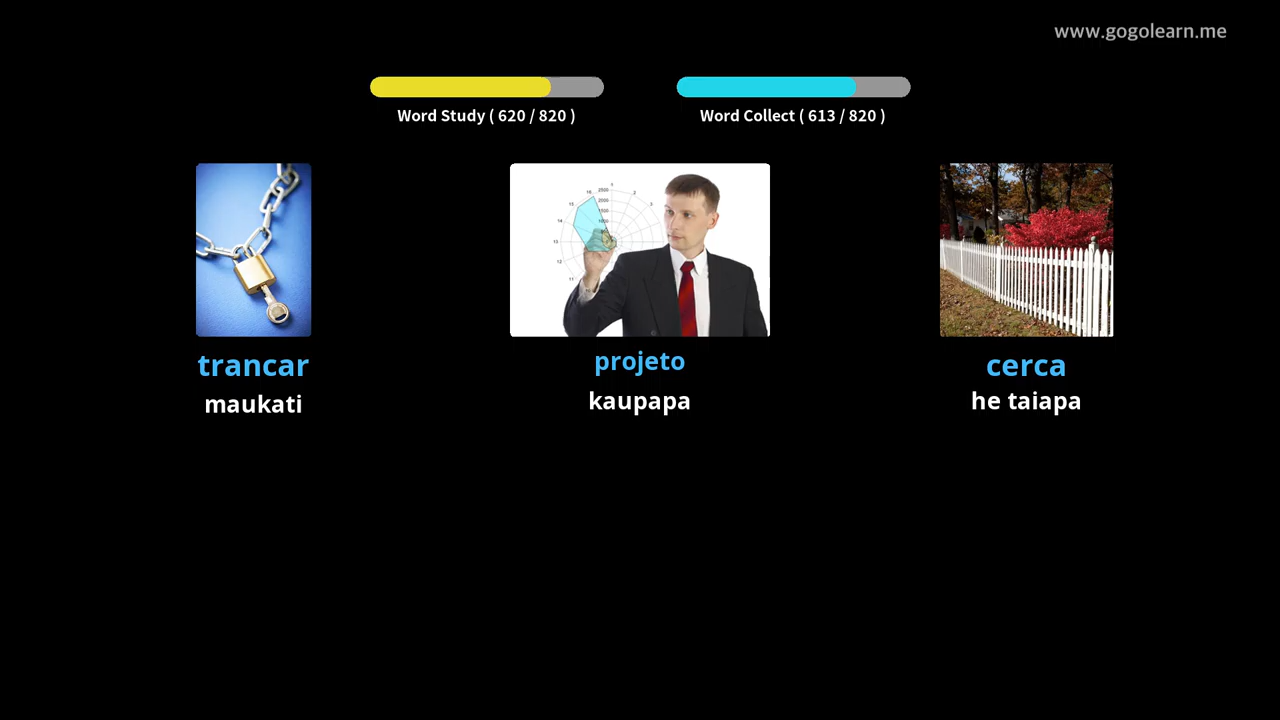 www.gogolearn.me
Word Study ( 620 / 820 )
Word Collect ( 613 / 820 )
trancar
projeto
cerca
maukati
kaupapa
he taiapa